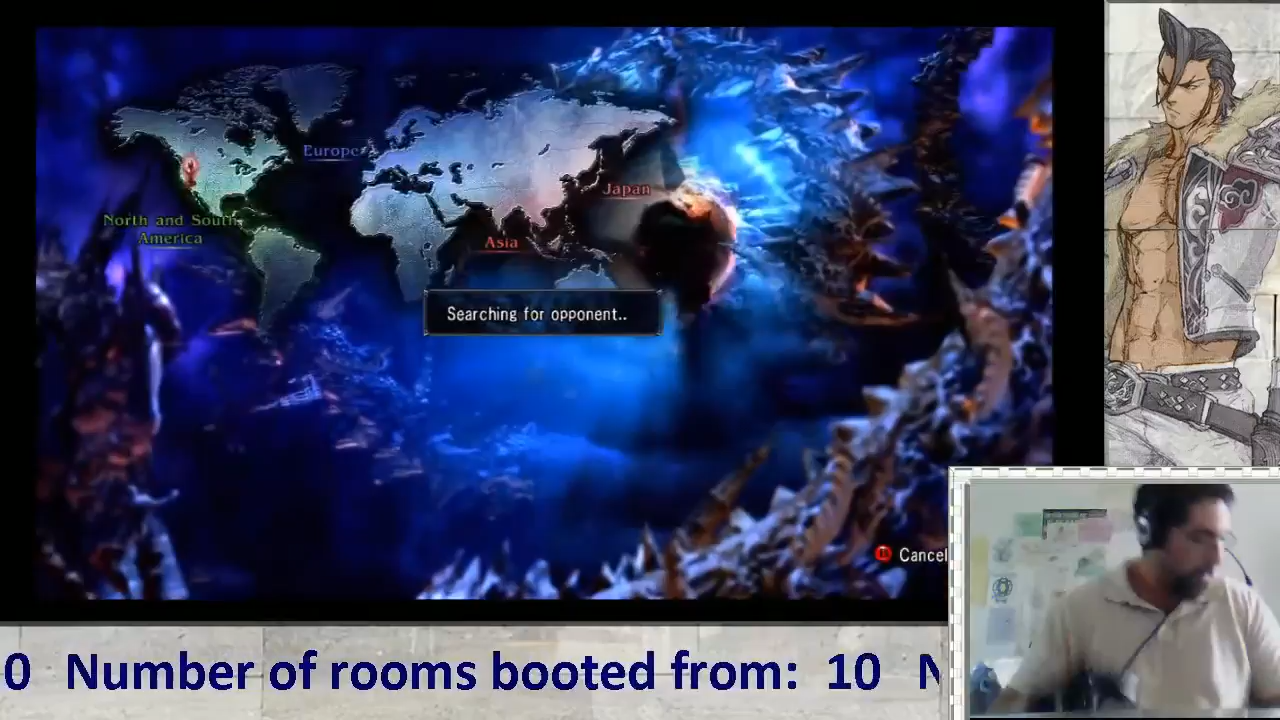 Europe
Japan
North and South
America
Asia
Searching for opponent..
B Cancel
0 Number of rooms booted from: 10 N